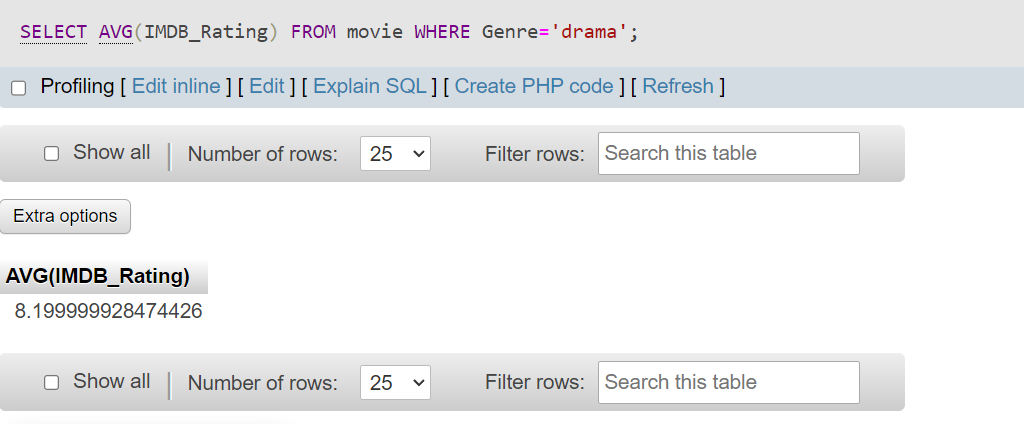 SELECT AVG(IMDB_Rating) FROM movie WHERE Genre='drama';
Profiling [ Edit inline ] [ Edit ] [ Explain SQL ] [ Create PHP code ] [ Refresh ]
Show all | Number of rows: 25 Filter rows: Search this table
Extra options
AVG(IMDB_Rating)
8.199999928474426
Show all | Number of rows: 25 Filter rows: Search this table